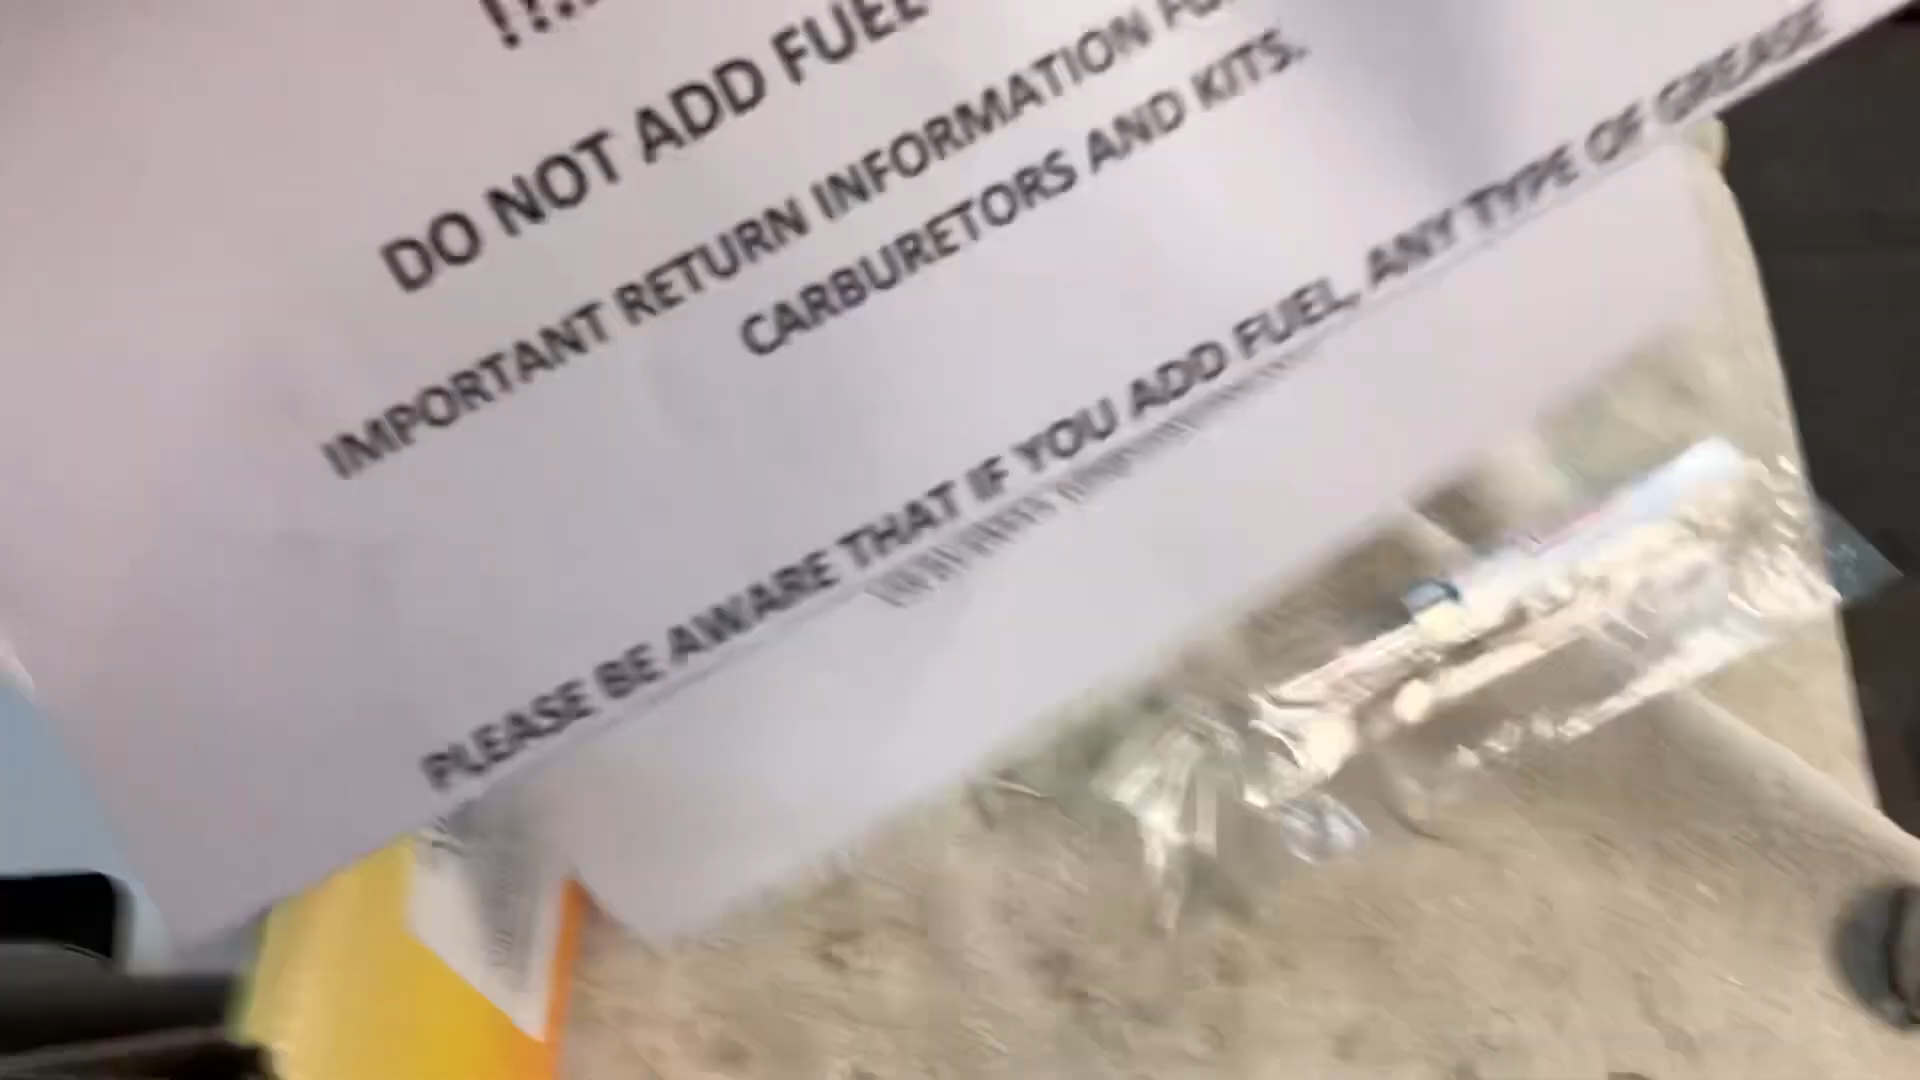 DO NOT ADD FUEL
IMPORTANT RETURN INFORMATION
CARBURETORS AND KITS.
PLEASE BE AWARE THAT IF YOU ADD FUEL, ANY TYPE OF GREASE